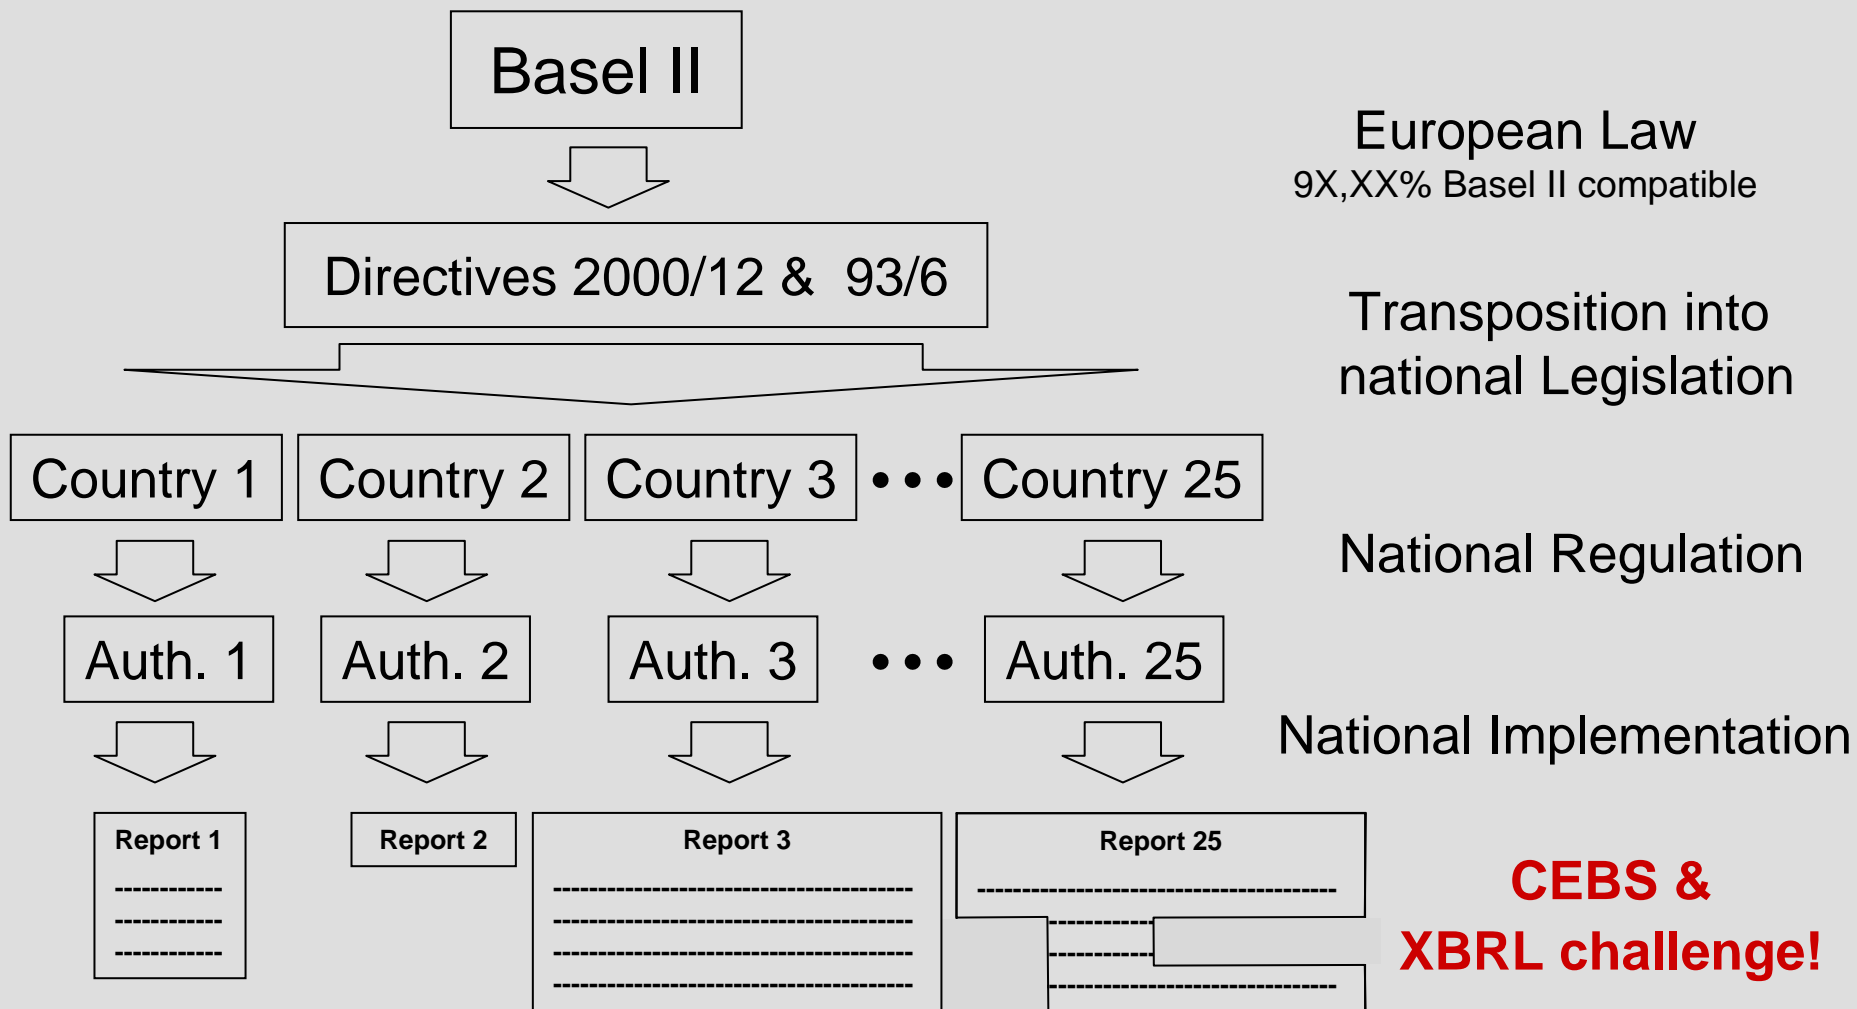 Basel II
European Law
9X,XX% Basel II compatible
Directives 2000/12 & 93/6
Transposition into
national Legislation
Country 1
Country 2
Country 3
• • •
Country 25
National Regulation
Auth. 1
Auth. 2
Auth. 3
• • •
Auth. 25
National Implementation
Report 1
Report 2
Report 3
Report 25
CEBS &
XBRL challenge!